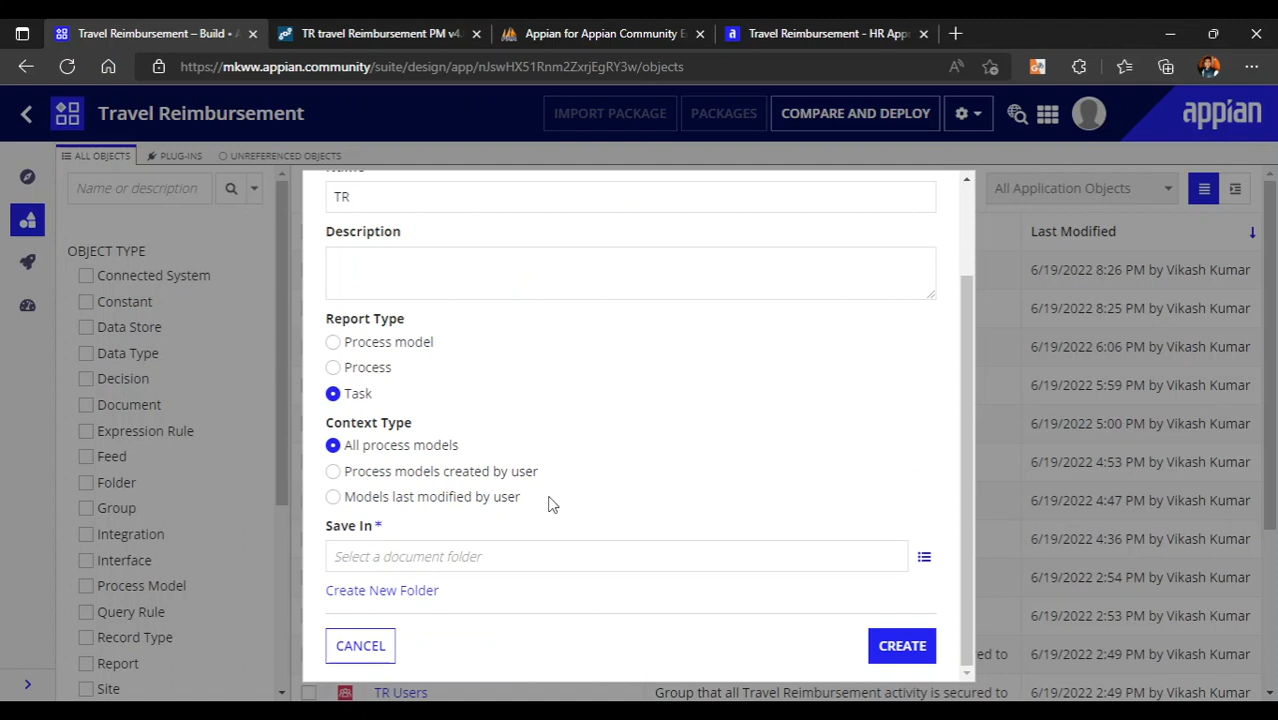 Travel Reimbursement – Build • A
TR travel Reimbursement PM v4.
Appian for Appian Community E
Travel Reimbursement - HR App
https://mkww.appian.community/suite/design/app/nJswHX51Rnm2ZxrjEgRY3w/objects
Travel Reimbursement
IMPORT PACKAGE
PACKAGES
COMPARE AND DEPLOY
appian
ALL OBJECTS
PLUG-INS
UNREFERENCED OBJECTS
Name or description
OBJECT TYPE
Connected System
Constant
Data Store
Data Type
Decision
Document
Expression Rule
Feed
Folder
Group
Integration
Interface
Process Model
Query Rule
Record Type
Report
Site
TR
Description
Report Type
Process model
Process
Task
Context Type
All process models
Process models created by user
Models last modified by user
Save In *
Select a document folder
Create New Folder
CANCEL
CREATE
TR Users
Group that all Travel Reimbursement activity is secured to
ed to
All Application Objects
Last Modified
6/19/2022 8:26 PM by Vikash Kumar
6/19/2022 8:25 PM by Vikash Kumar
6/19/2022 6:06 PM by Vikash Kumar
6/19/2022 5:59 PM by Vikash Kumar
6/19/2022 5:00 PM by Vikash Kumar
6/19/2022 4:53 PM by Vikash Kumar
6/19/2022 4:47 PM by Vikash Kumar
6/19/2022 4:36 PM by Vikash Kumar
6/19/2022 2:54 PM by Vikash Kumar
6/19/2022 2:53 PM by Vikash Kumar
6/19/2022 2:49 PM by Vikash Kumar
6/19/2022 2:49 PM by Vikash Kumar